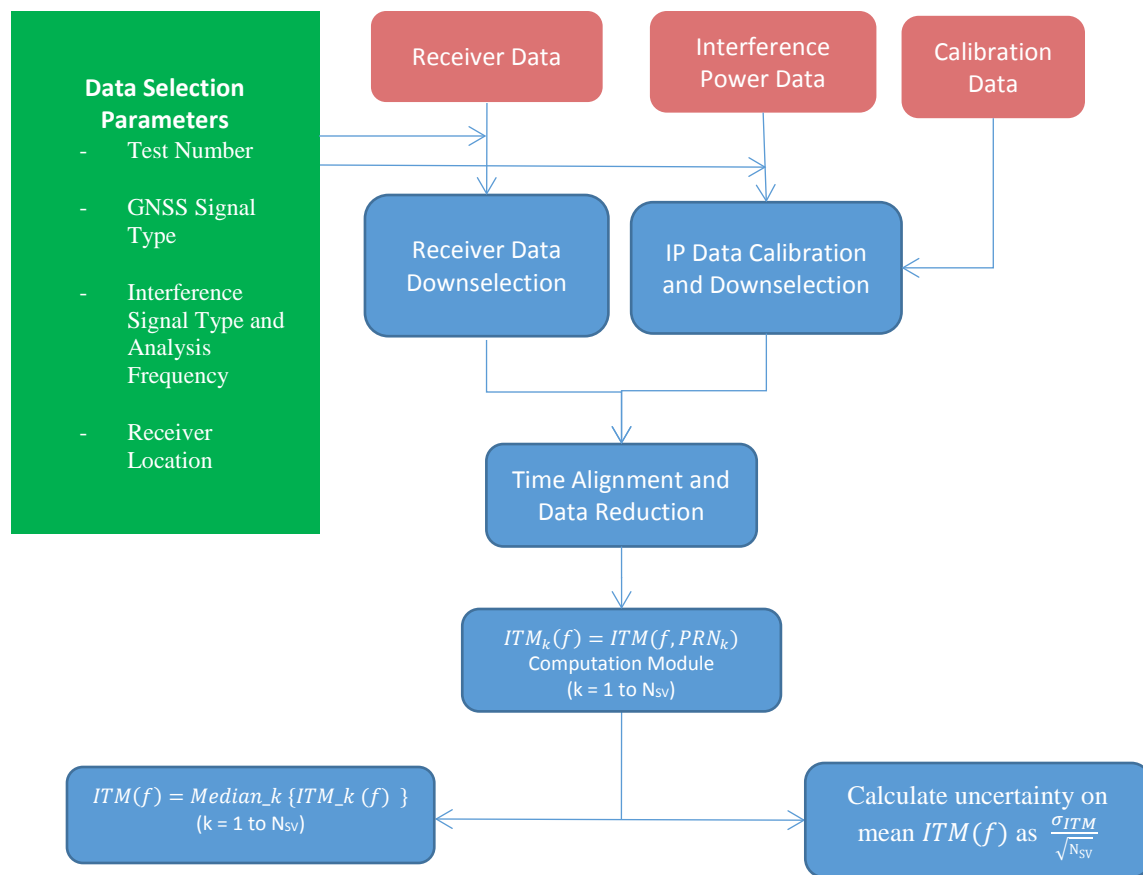 Data Selection
Parameters
- Test Number
- GNSS Signal
Type
- Interference
Signal Type and
Analysis
Frequency
- Receiver
Location
Receiver Data
Interference
Power Data
Calibration
Data
Receiver Data
Downselection
IP Data Calibration
and Downselection
Time Alignment and
Data Reduction
ITM_k(f) = ITM(f, PRN_k)
Computation Module
(k = 1 to N_SV)
ITM(f) = Median_k {ITM_k (f) }
(k = 1 to N_SV)
Calculate uncertainty on
mean ITM(f) as σ_ITM/√N_SV